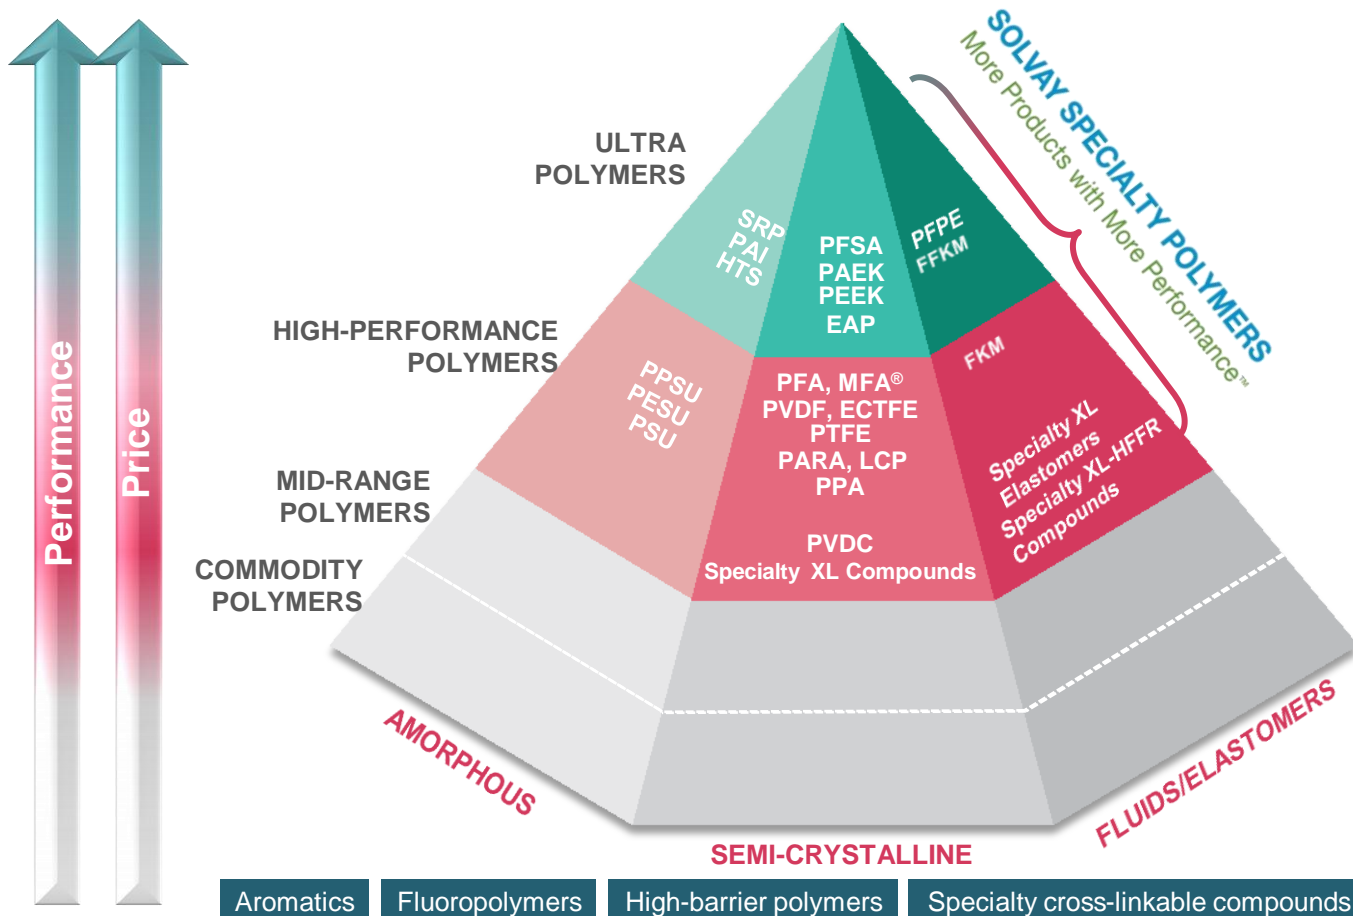 SOLVAY SPECIALTY POLYMERS
More Products with More Performance™
ULTRA
POLYMERS
HIGH-PERFORMANCE
POLYMERS
MID-RANGE
POLYMERS
COMMODITY
POLYMERS
Performance
Price
SRP
PAI
HTS
PFSA
PAEK
PEEK
EAP
PFPE
FFKM
PPSU
PESU
PSU
PFA, MFA®
PVDF, ECTFE
PTFE
PARA, LCP
PPA
PVDC
Specialty XL Compounds
FKM
Specialty XL
Elastomers
Specialty XL-HFFR
Compounds
AMORPHOUS
SEMI-CRYSTALLINE
FLUIDS/ELASTOMERS
Aromatics
Fluoropolymers
High-barrier polymers
Specialty cross-linkable compounds